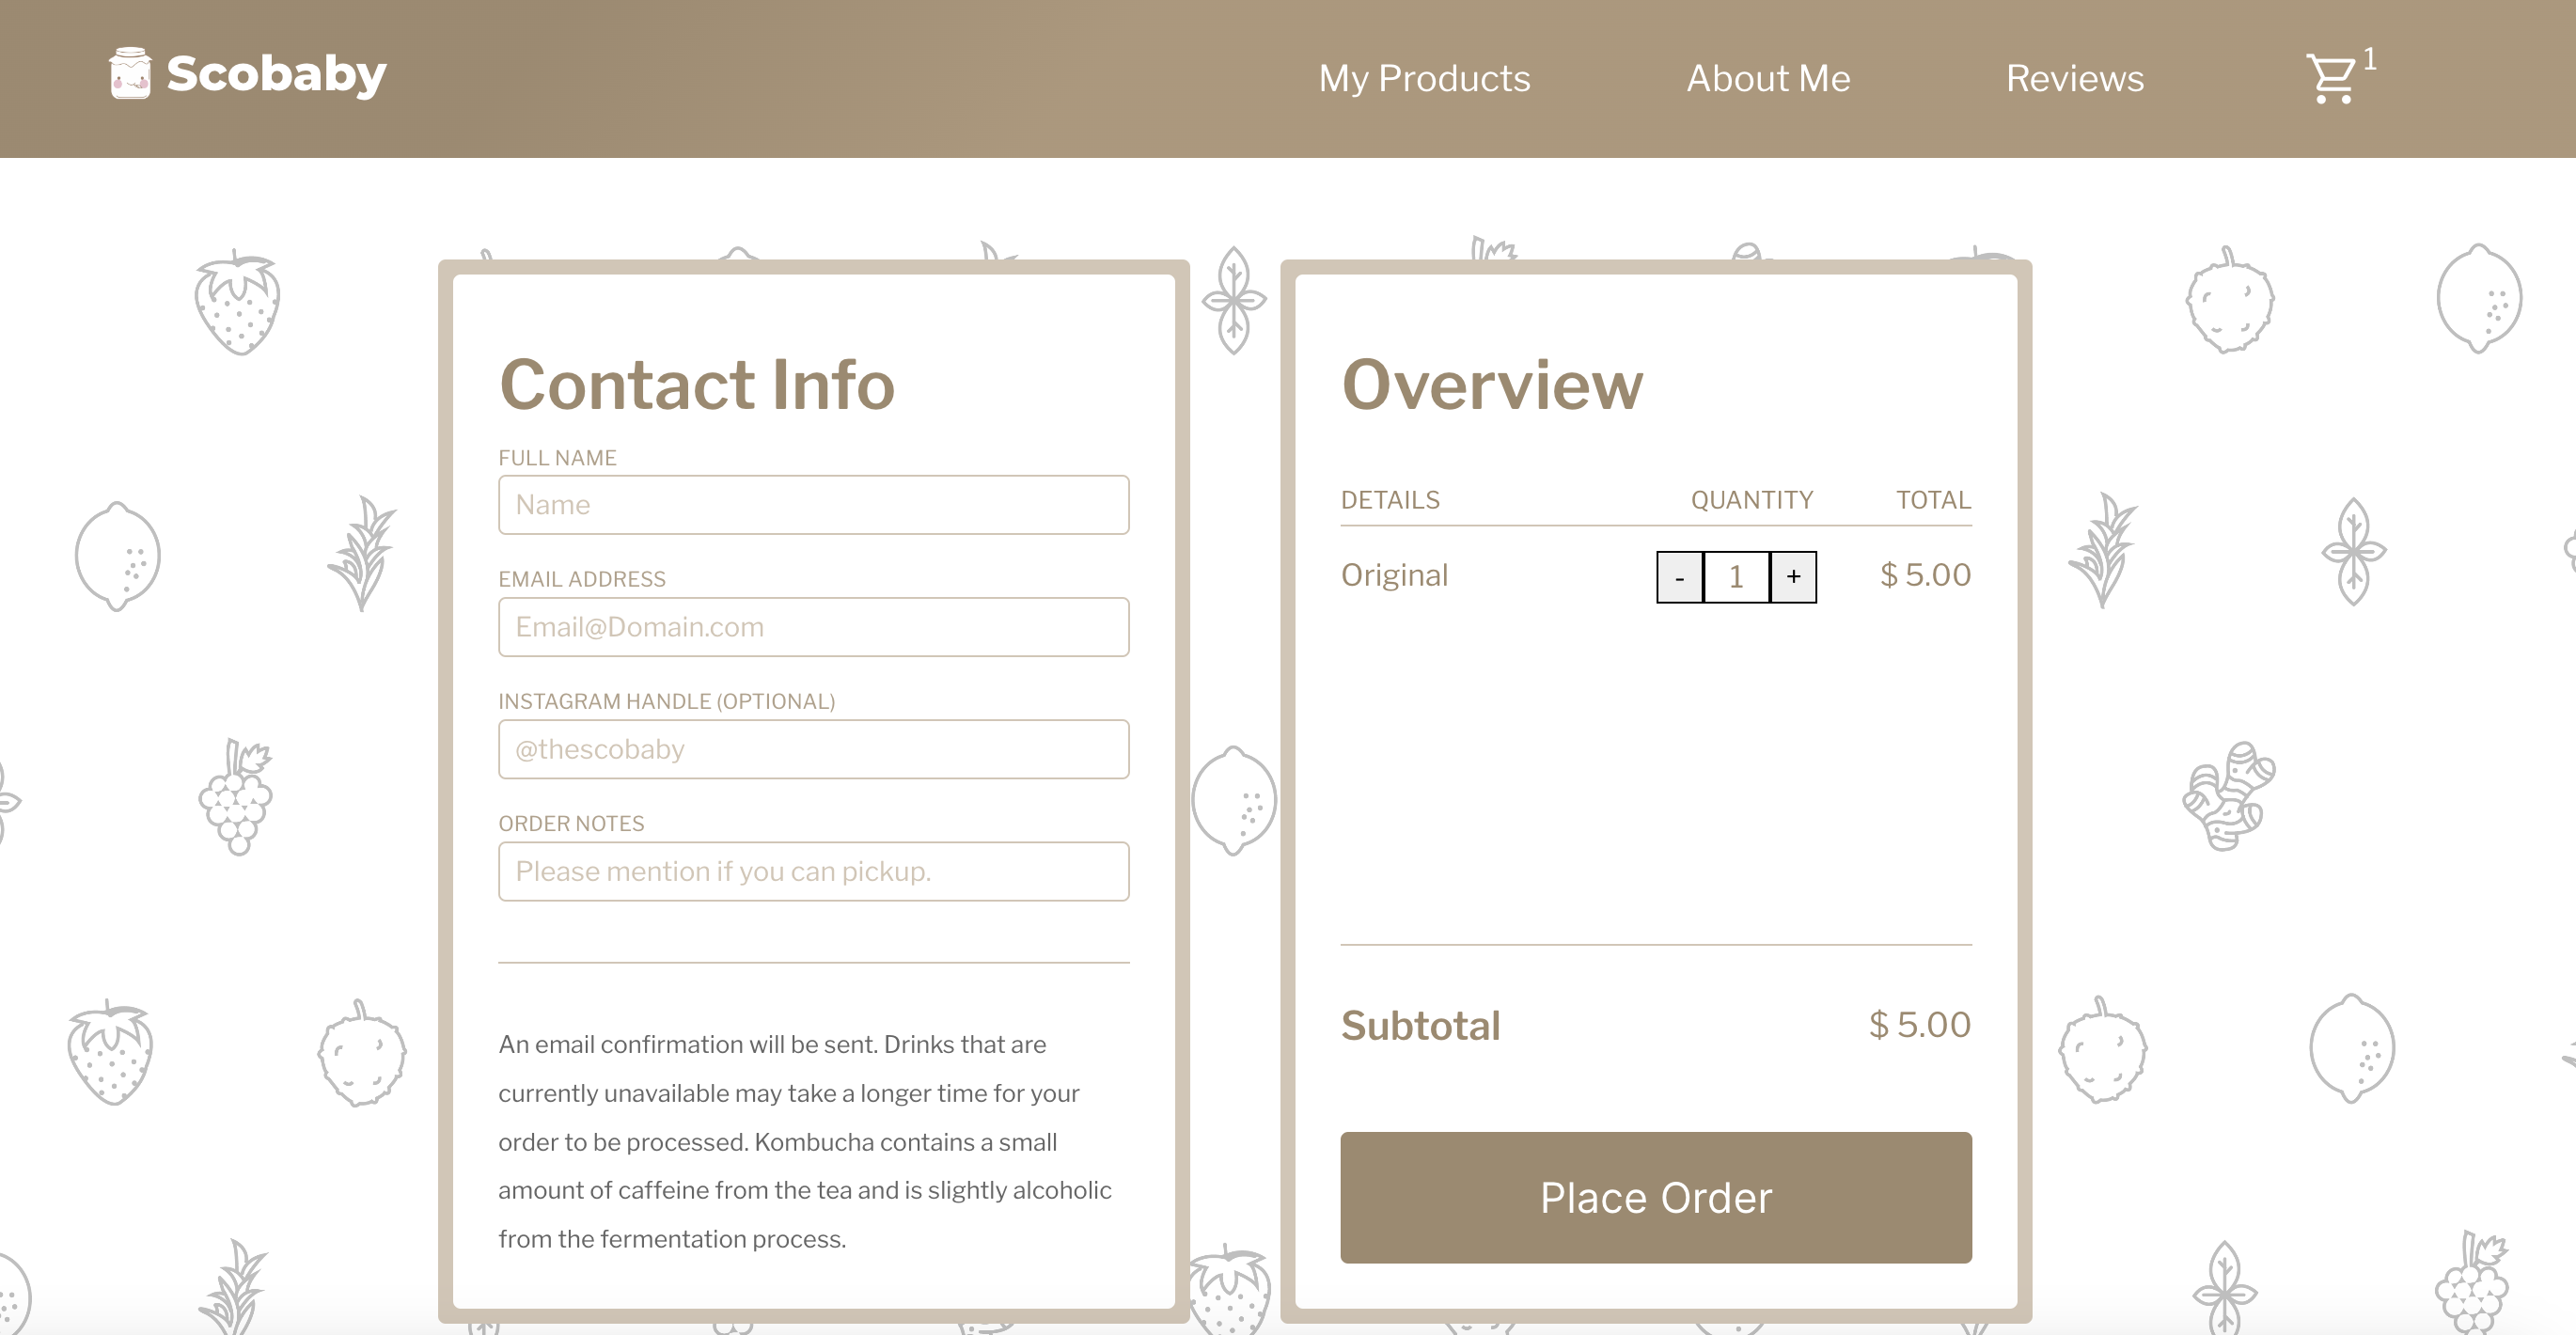 Scobaby
My Products
About Me
Reviews
1
Contact Info
FULL NAME
Name
EMAIL ADDRESS
Email@Domain.com
INSTAGRAM HANDLE (OPTIONAL)
@thescobaby
ORDER NOTES
Please mention if you can pickup.
An email confirmation will be sent. Drinks that are
currently unavailable may take a longer time for your
order to be processed. Kombucha contains a small
amount of caffeine from the tea and is slightly alcoholic
from the fermentation process.
Overview
DETAILS QUANTITY TOTAL
Original - 1 + $ 5.00
Subtotal $ 5.00
Place Order